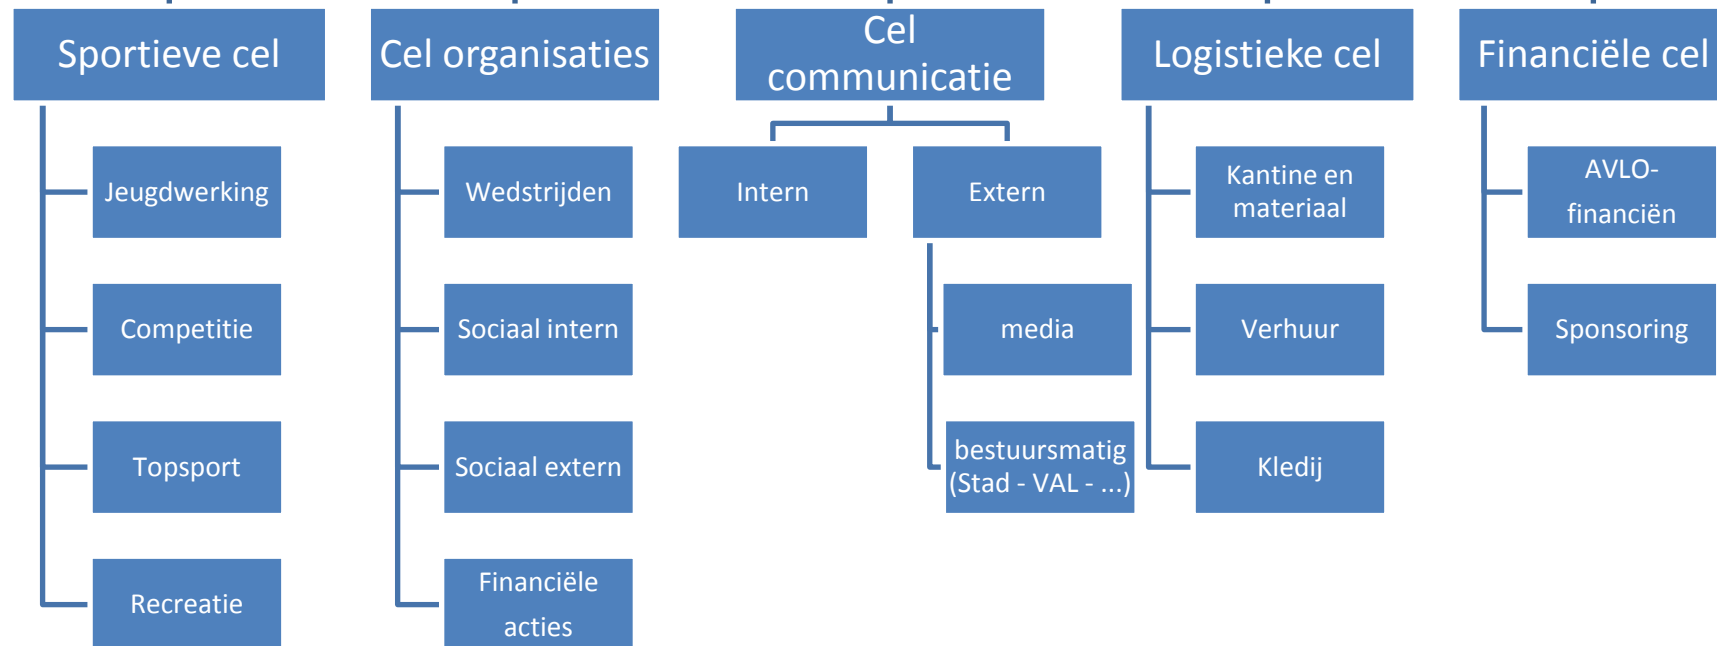 Sportieve cel
Cel organisaties
Cel
communicatie
Logistieke cel
Financiële cel
Jeugdwerking
Wedstrijden
Intern
Extern
Kantine en
materiaal
AVLO-
financiën
Competitie
Sociaal intern
media
Verhuur
Sponsoring
Topsport
Sociaal extern
bestuursmatig
(Stad - VAL - ...)
Kledij
Recreatie
Financiële
acties